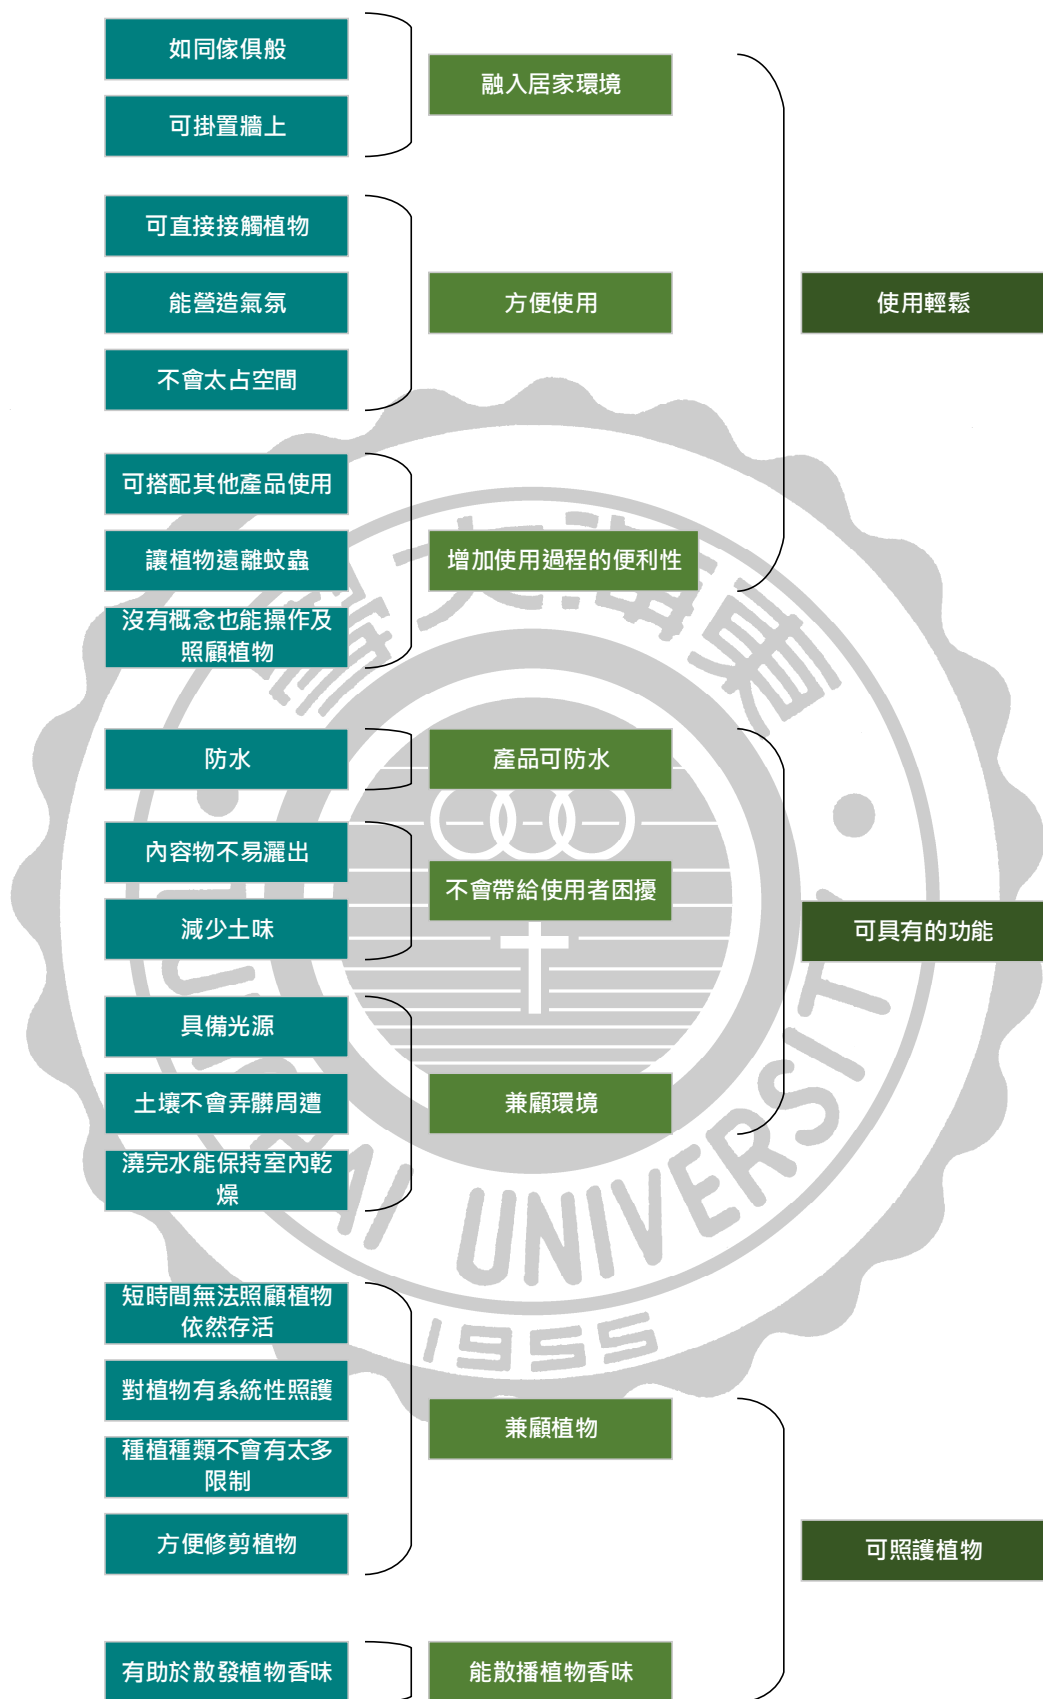 如同傢俱般
可掛置牆上
融入居家環境
可直接接觸植物
能營造氣氛
不會太占空間
方便使用
可搭配其他產品使用
讓植物遠離蚊蟲
沒有概念也能操作及
照顧植物
增加使用過程的便利性
使用輕鬆
防水
產品可防水
內容物不易灑出
減少土味
不會帶給使用者困擾
具備光源
土壤不會弄髒周遭
澆完水能保持室內乾
燥
兼顧環境
可具有的功能
短時間無法照顧植物
依然存活
對植物有系統性照護
種植種類不會有太多
限制
方便修剪植物
兼顧植物
有助於散發植物香味
能散播植物香味
可照護植物
東海大學
UNIVERSITY
1955